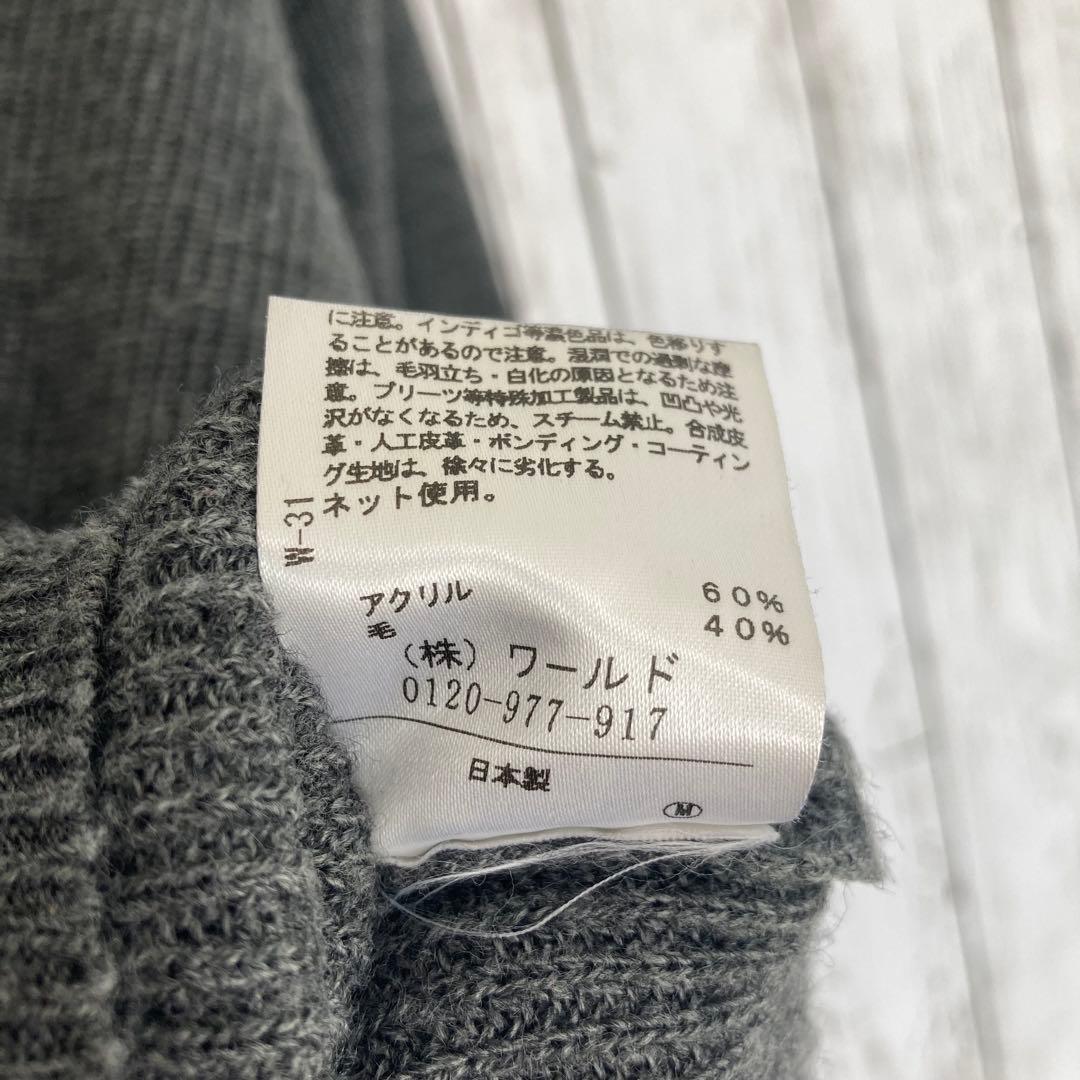 に注意。インディゴ等濃色品は、色移りす
ることがあるので注意。湿潤での過剰な摩
擦は、毛羽立ち・白化の原因となるため注
意。プリーツ等特殊加工製品は、凹凸や光
沢がなくなるため、スチーム禁止。合成皮
革・人工皮革・ボンディング・コーティン
グ生地は、徐々に劣化する。
ネット使用。
W-31
アクリル 60%
毛 40%
(株) ワールド
0120-977-917
日本製
M